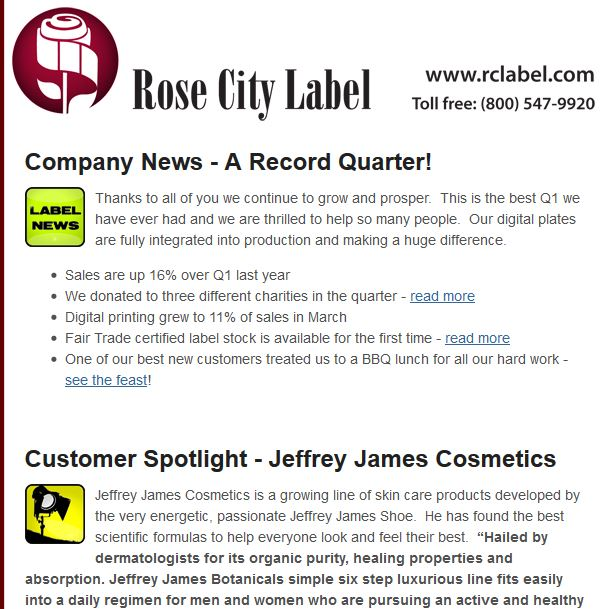 Rose City Label
www.rclabel.com
Toll free: (800) 547-9920
Company News - A Record Quarter!
LABEL
NEWS
Thanks to all of you we continue to grow and prosper.  This is the best Q1 we
have ever had and we are thrilled to help so many people.  Our digital plates
are fully integrated into production and making a huge difference.
• Sales are up 16% over Q1 last year
• We donated to three different charities in the quarter - read more
• Digital printing grew to 11% of sales in March
• Fair Trade certified label stock is available for the first time - read more
• One of our best new customers treated us to a BBQ lunch for all our hard work -
see the feast!
Customer Spotlight - Jeffrey James Cosmetics
Jeffrey James Cosmetics is a growing line of skin care products developed by
the very energetic, passionate Jeffrey James Shoe.  He has found the best
scientific formulas to help everyone look and feel their best.  “Hailed by
dermatologists for its organic purity, healing properties and
absorption. Jeffrey James Botanicals simple six step luxurious line fits easily
into a daily regimen for men and women who are pursuing an active and healthy